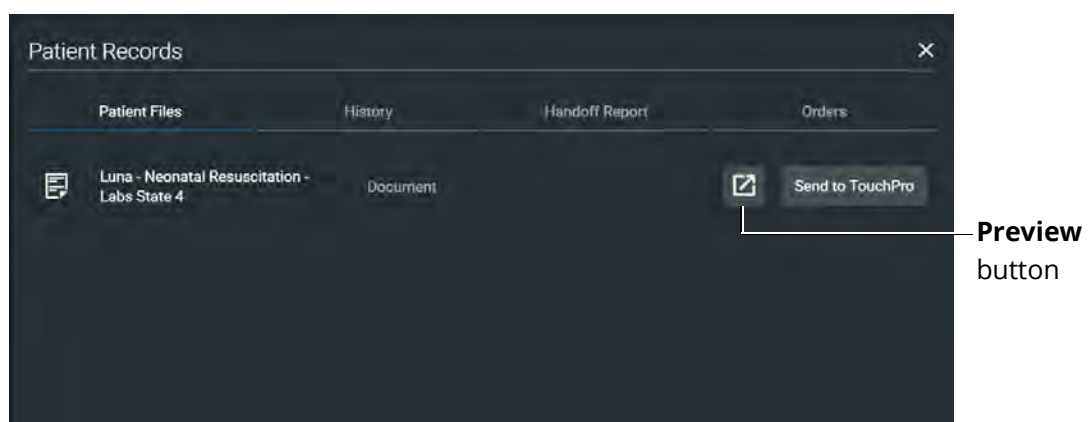 Patient Records
Patient Files History Handoff Report Orders
Luna - Neonatal Resuscitation -
Labs State 4
Document
Send to TouchPro
Preview
button